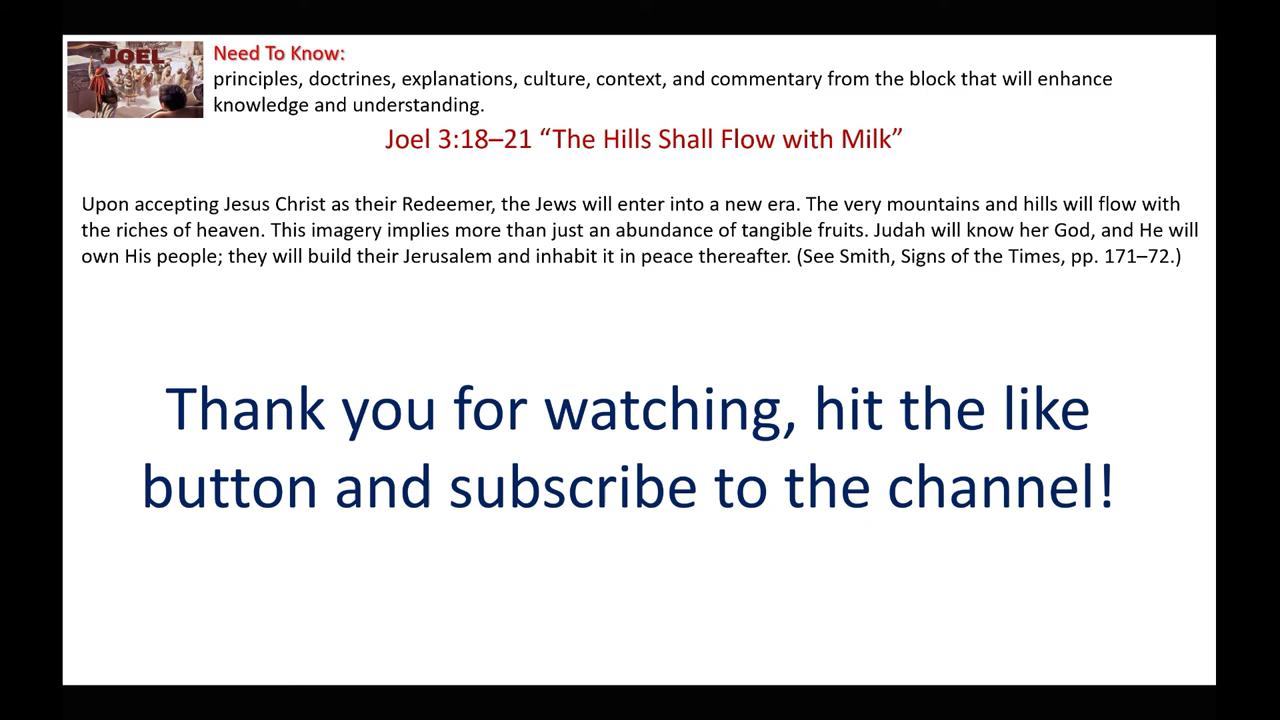 JOEL
Need To Know:
principles, doctrines, explanations, culture, context, and commentary from the block that will enhance
knowledge and understanding.
Joel 3:18–21 “The Hills Shall Flow with Milk”
Upon accepting Jesus Christ as their Redeemer, the Jews will enter into a new era. The very mountains and hills will flow with
the riches of heaven. This imagery implies more than just an abundance of tangible fruits. Judah will know her God, and He will
own His people; they will build their Jerusalem and inhabit it in peace thereafter. (See Smith, Signs of the Times, pp. 171–72.)
Thank you for watching, hit the like
button and subscribe to the channel!